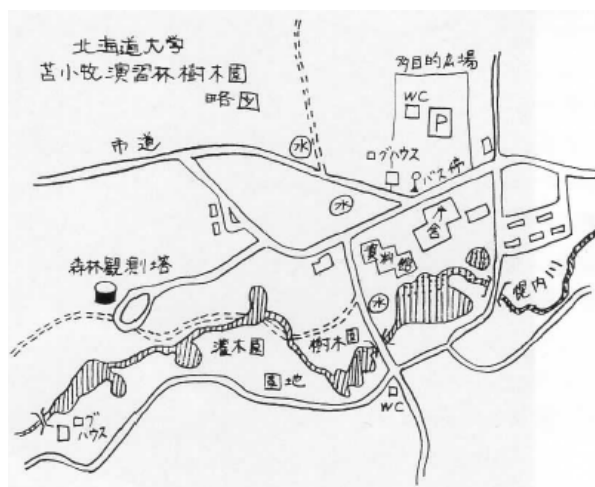 北海道大学
苫小牧演習林樹木園
略図
多目的広場
WC
P
市道
水
ログハウス
バス停
水
庁舎
資料館
森林観測塔
幌内川
水
灌木園
樹木園
園地
WC
ログハウス